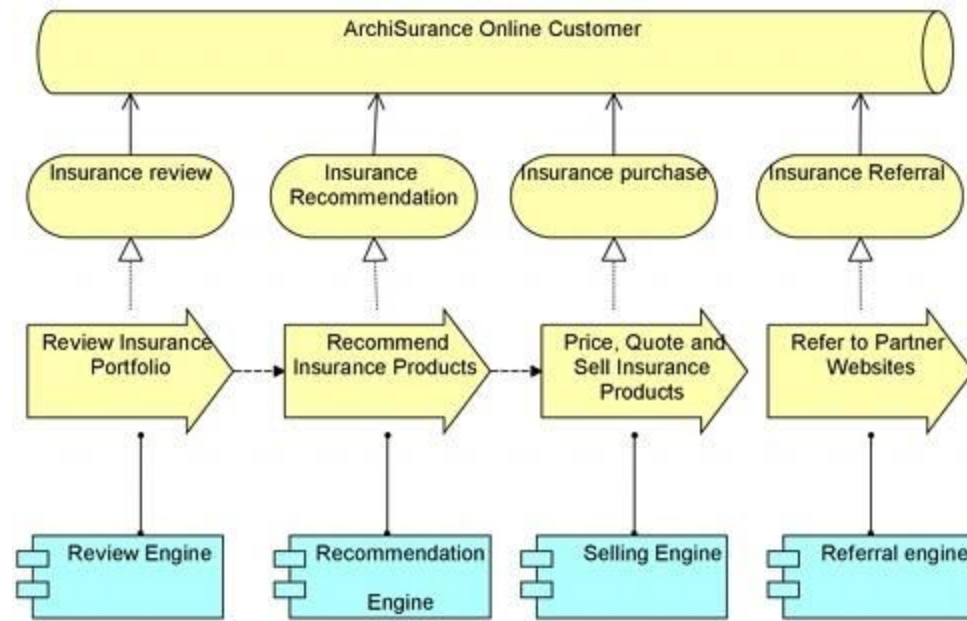 ArchiSurance Online Customer
Insurance review
Insurance
Recommendation
Insurance purchase
Insurance Referral
Review Insurance
Portfolio
Recommend
Insurance Products
Price, Quote and
Sell Insurance
Products
Refer to Partner
Websites
Review Engine
Recommendation
Engine
Selling Engine
Referral engine